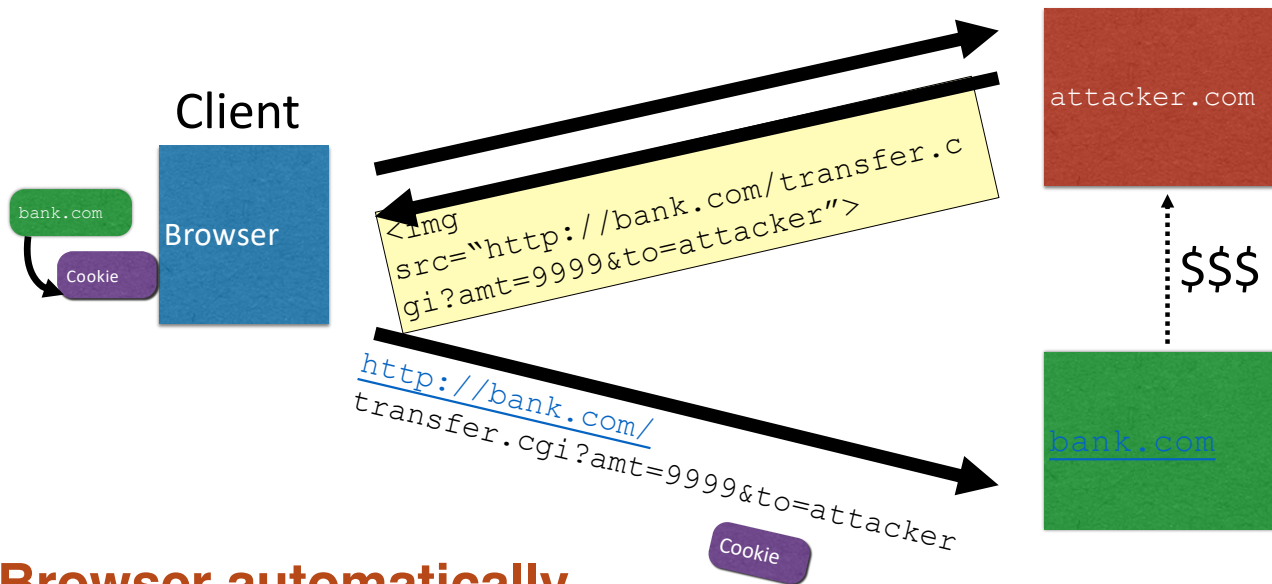 Client
bank.com
Cookie
Browser
<img
src=“http://bank.com/transfer.c
gi?amt=9999&to=attacker”>
attacker.com
$$$
http://bank.com/
transfer.cgi?amt=9999&to=attacker
Cookie
bank.com
Browser automatically